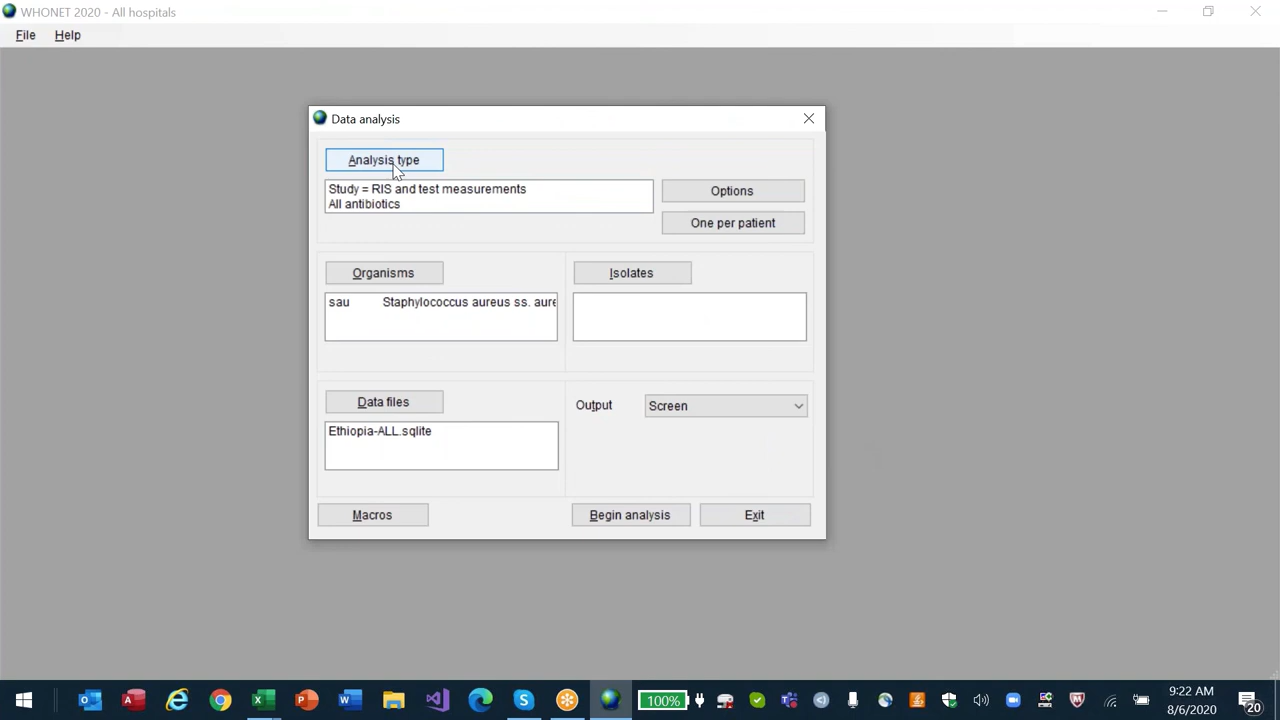 WHONET 2020 - All hospitals
File Help
Data analysis
Analysis type
Study = RIS and test measurements
All antibiotics
Options
One per patient
Organisms
Isolates
sau Staphylococcus aureus ss. aure
Data files
Output Screen
Ethiopia-ALL.sqlite
Macros
Begin analysis
Exit
100%
9:22 AM
8/6/2020
20